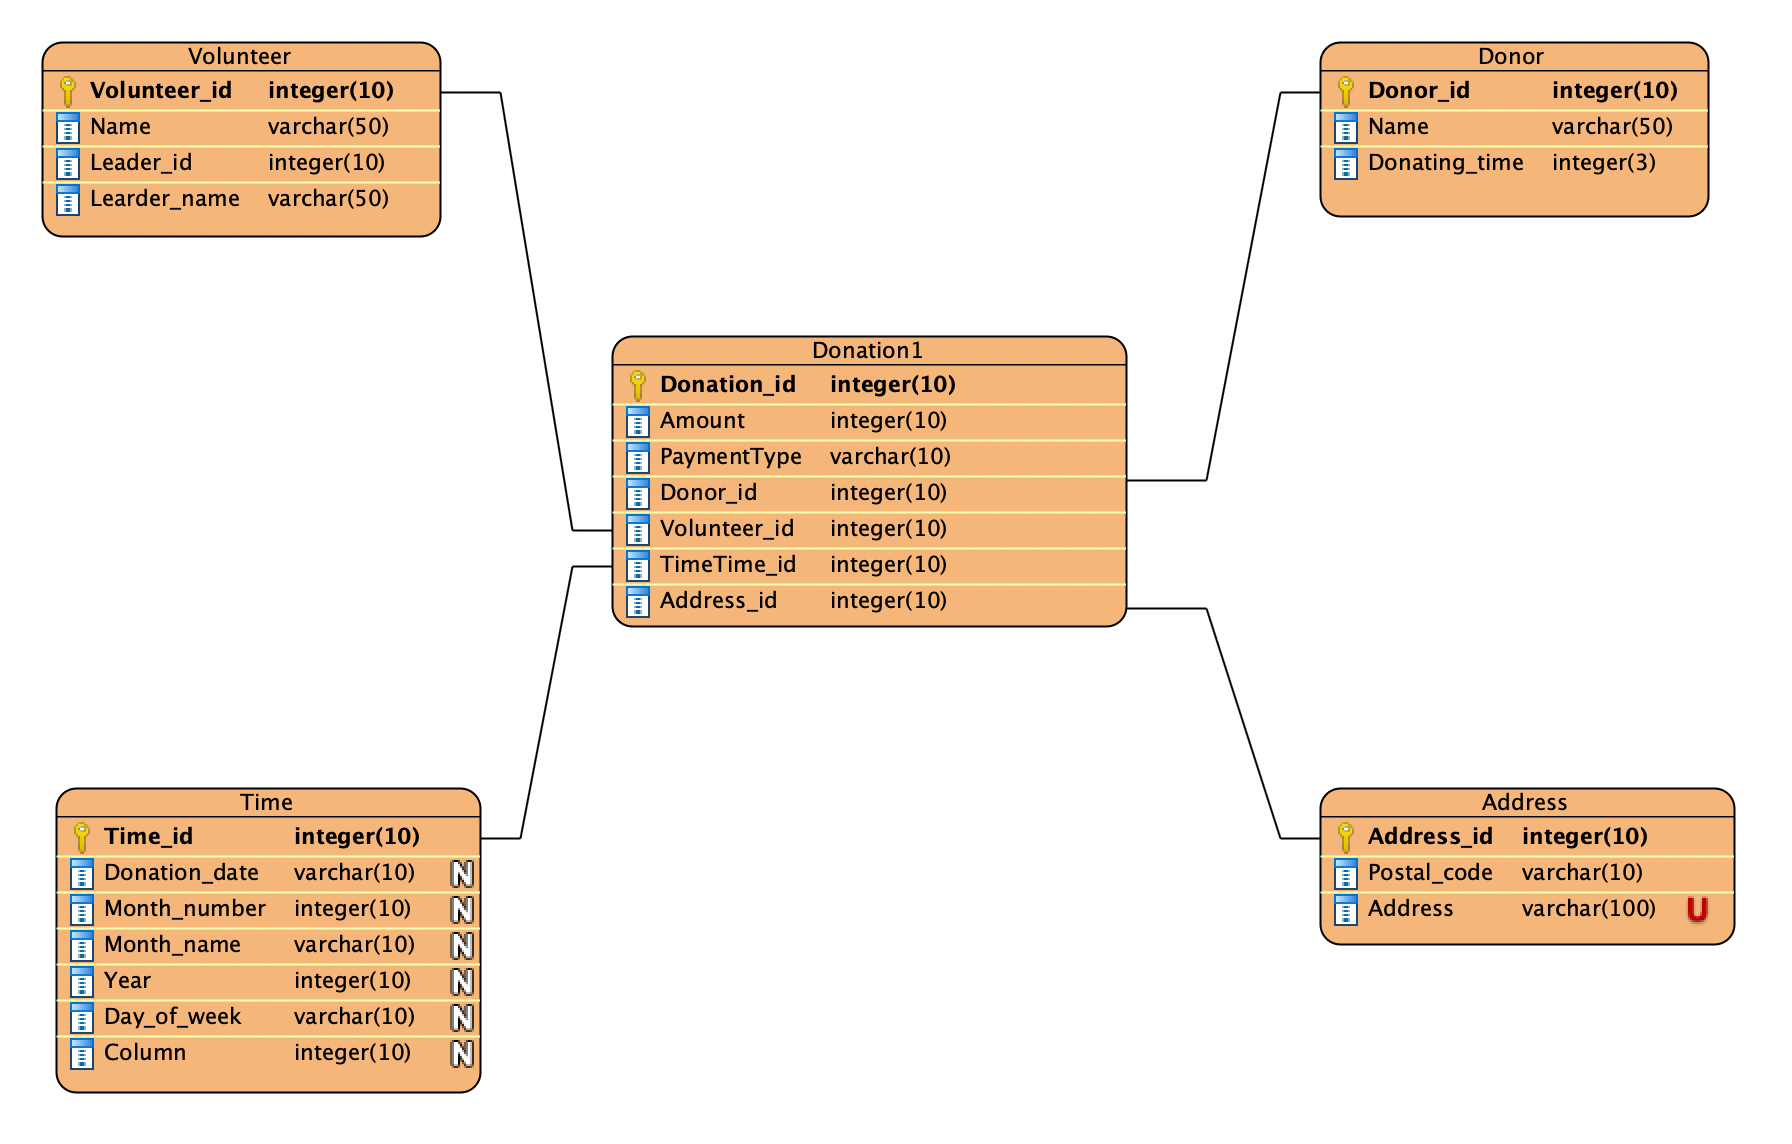 Volunteer
Volunteer_id integer(10)
Name varchar(50)
Leader_id integer(10)
Learder_name varchar(50)
Donor
Donor_id integer(10)
Name varchar(50)
Donating_time integer(3)
Donation1
Donation_id integer(10)
Amount integer(10)
PaymentType varchar(10)
Donor_id integer(10)
Volunteer_id integer(10)
TimeTime_id integer(10)
Address_id integer(10)
Time
Time_id integer(10)
Donation_date varchar(10) N
Month_number integer(10) N
Month_name varchar(10) N
Year integer(10) N
Day_of_week varchar(10) N
Column integer(10) N
Address
Address_id integer(10)
Postal_code varchar(10)
Address varchar(100) U